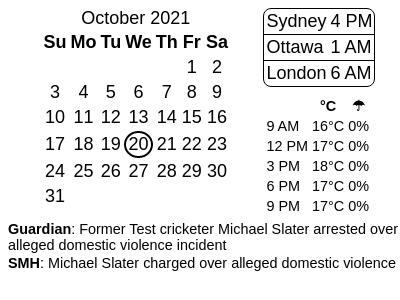 October 2021
Su Mo Tu We Th Fr Sa
1 2
3 4 5 6 7 8 9
10 11 12 13 14 15 16
17 18 19 20 21 22 23
24 25 26 27 28 29 30
31
Sydney 4 PM
Ottawa 1 AM
London 6 AM
°C ☂
9 AM 16°C 0%
12 PM 17°C 0%
3 PM 18°C 0%
6 PM 17°C 0%
9 PM 17°C 0%
Guardian: Former Test cricketer Michael Slater arrested over
alleged domestic violence incident
SMH: Michael Slater charged over alleged domestic violence